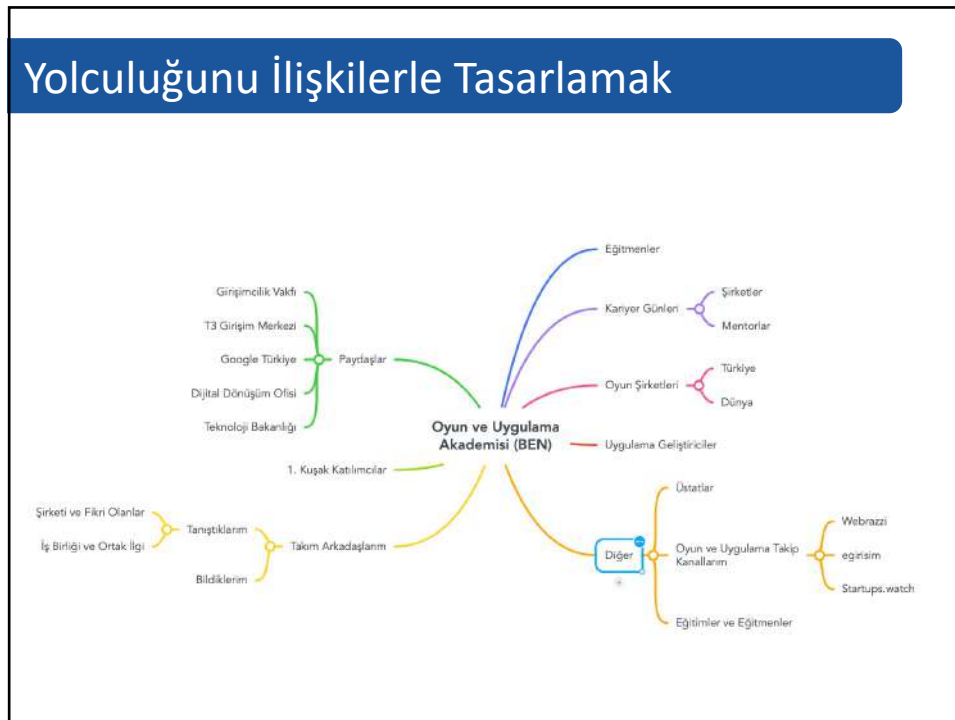 Yolculuğunu İlişkilerle Tasarlamak
Eğitmenler
Girişimcilik Vakfı
Şirketler
Kariyer Günleri
T3 Girişim Merkezi
Mentorlar
Google Türkiye
Paydaşlar
Türkiye
Oyun Şirketleri
Dijital Dönüşüm Ofisi
Dünya
Teknoloji Bakanlığı
Oyun ve Uygulama
Akademisi (BEN)
Uygulama Geliştiriciler
1. Kuşak Katılımcılar
Üstatlar
Şirketi ve Fikri Olanlar
Tanıştıklarım
İş Birliği ve Ortak İlgi
Takım Arkadaşlarım
Bildiklerim
Diğer
Oyun ve Uygulama Takip
Kanallarım
Webrazzi
egirisim
Startups.watch
Eğitimler ve Eğitmenler